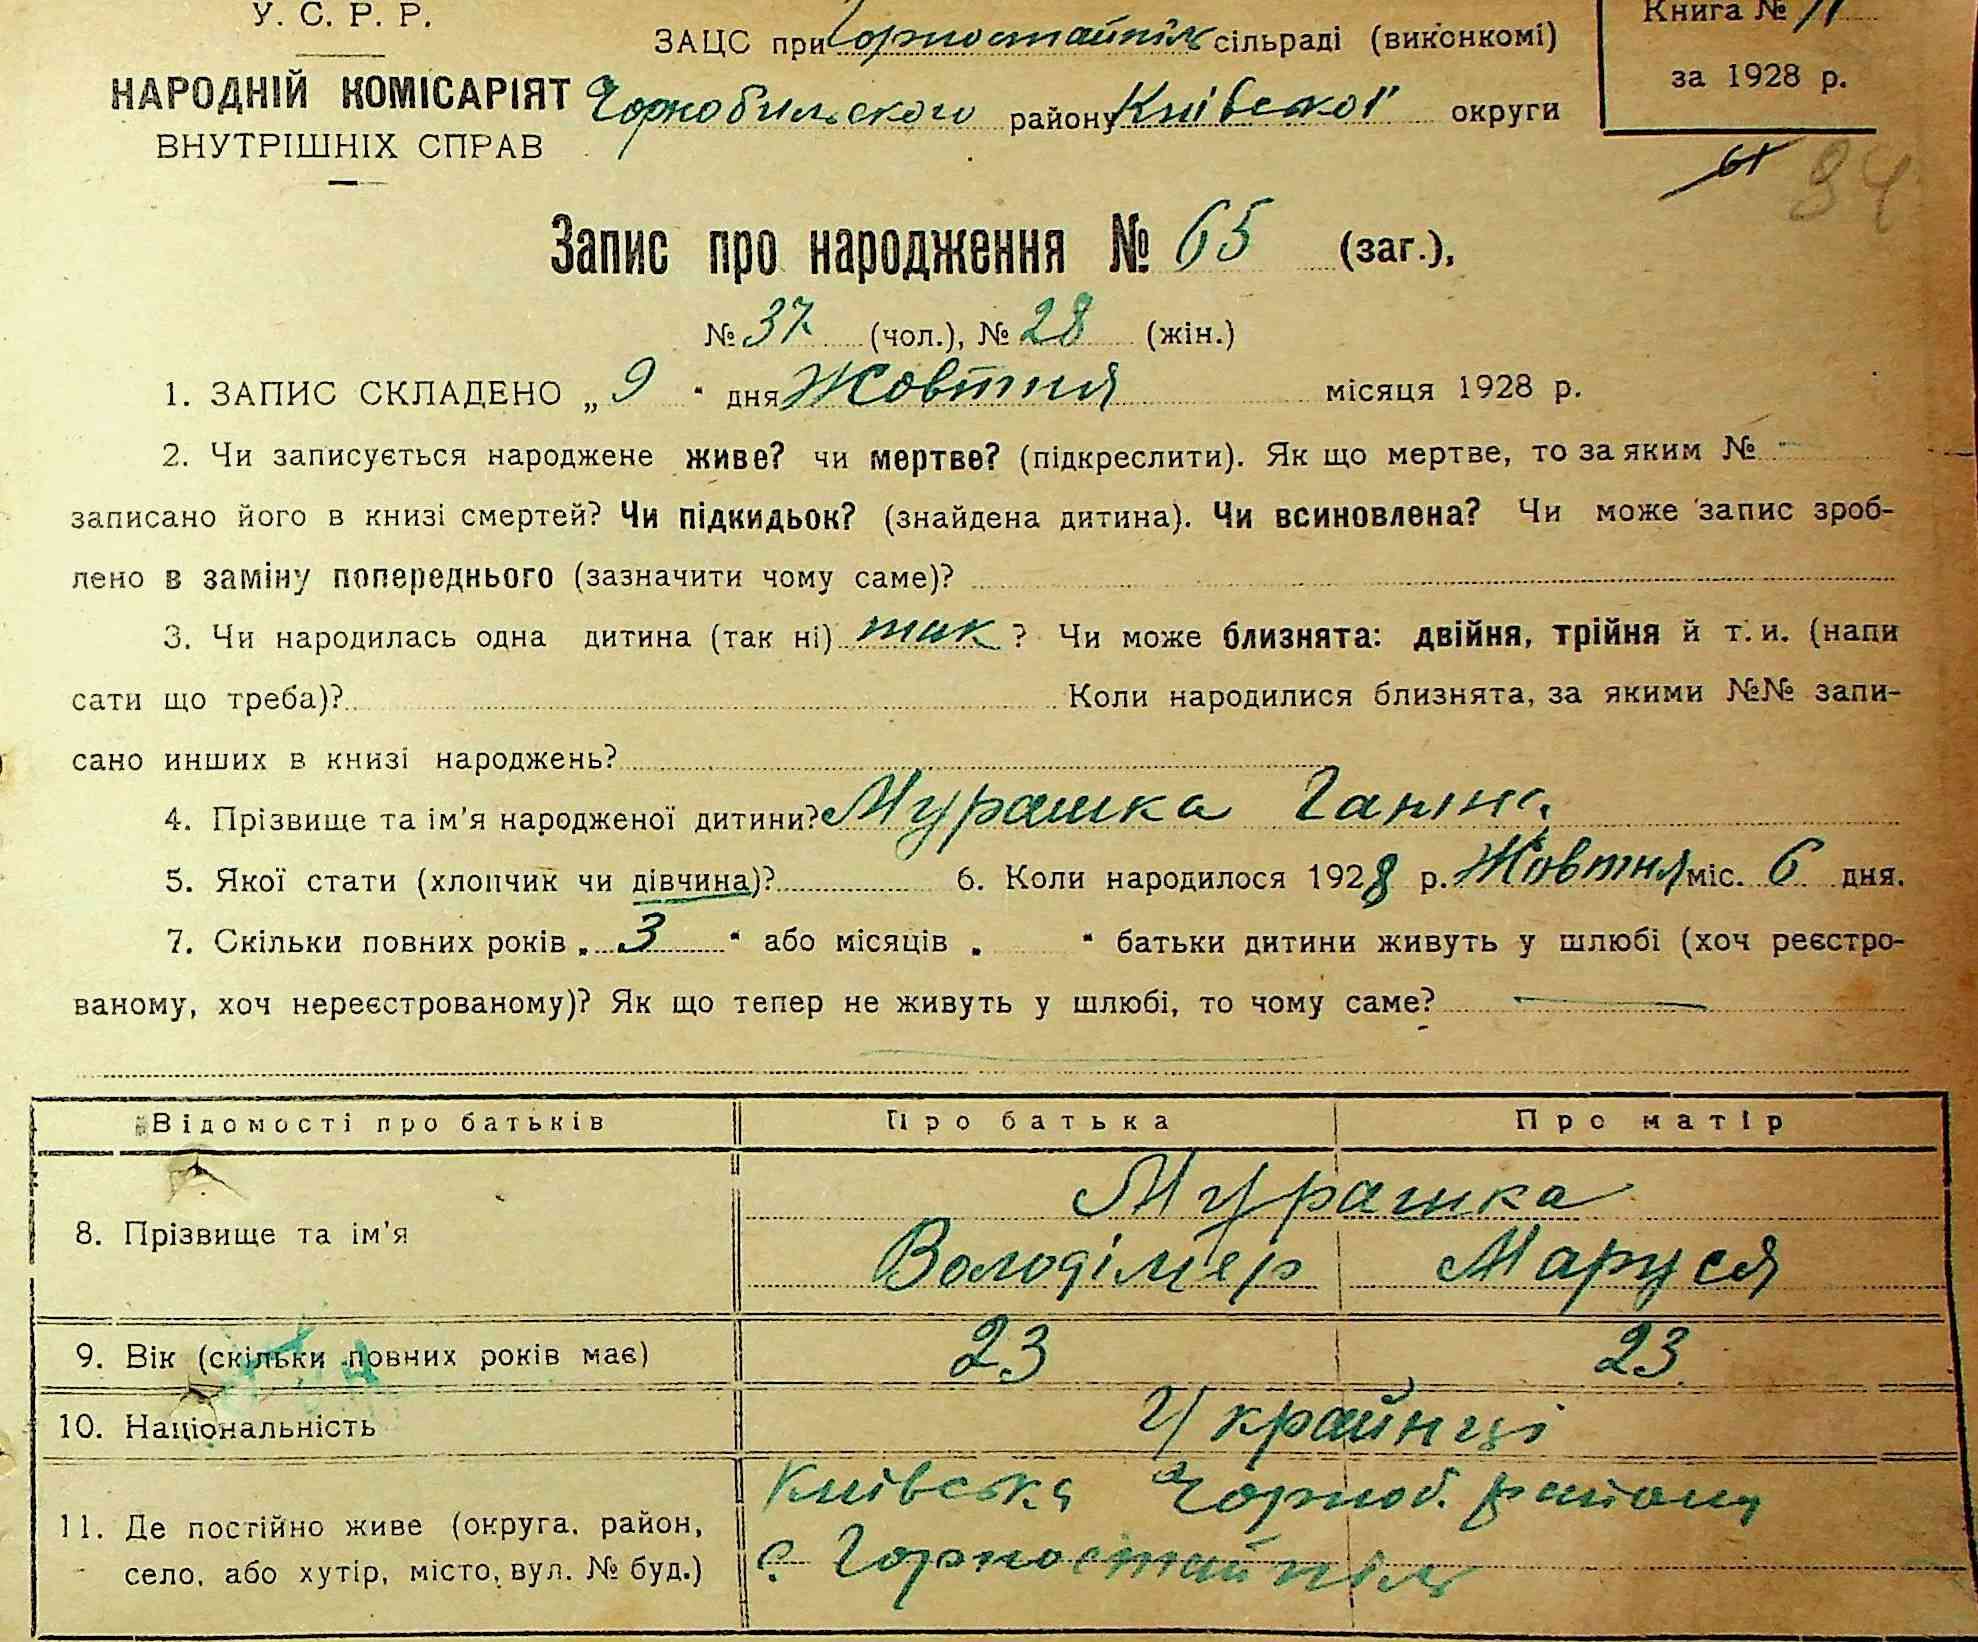 У. С. Р. Р.
НАРОДНІЙ КОМІСАРІЯТ
ВНУТРІШНІХ СПРАВ
ЗАЦС при Горностайпіль сільраді (виконкомі)
Чорнобильского району Київської округи
Книга № 11
за 1928 р.
61 94
Запис про народження № 65 (заг.),
№ 37 (чол.), № 28 (жін.)
1. ЗАПИС СКЛАДЕНО „ 9 “ дня Жовтня місяця 1928 р.
2. Чи записується народжене живе? чи мертве? (підкреслити). Як що мертве, то за яким № -
записано його в книзі смертей? Чи підкидьок? (знайдена дитина). Чи всиновлена? Чи може запис зроб-
лено в заміну попереднього (зазначити чому саме)?
3. Чи народилась одна дитина (так ні) так ? Чи може близнята: двійня, трійня й т. и. (напи
сати що треба)? Коли народилися близнята, за якими №№ запи-
сано инших в книзі народжень?
4. Прізвище та ім'я народженої дитини? Мурашка Ганна
5. Якої стати (хлопчик чи дівчина)? 6. Коли народилося 1928 р. Жовтня міс. 6 дня.
7. Скільки повних років „ 3 “ або місяців „ “ батьки дитини живуть у шлюбі (хоч реєстро-
ваному, хоч нереєстрованому)? Як що тепер не живуть у шлюбі, то чому саме? —
Відомості про батьків Про батька Про матір
8. Прізвище та ім'я Мурашка
Володімер Маруся
9. Вік (скільки повних років має) 23 23
10. Національність Украйнці
Київська Чорноб. району
11. Де постійно живе (округа, район,
с. Горностайпіль
село, або хутір, місто, вул. № буд.)